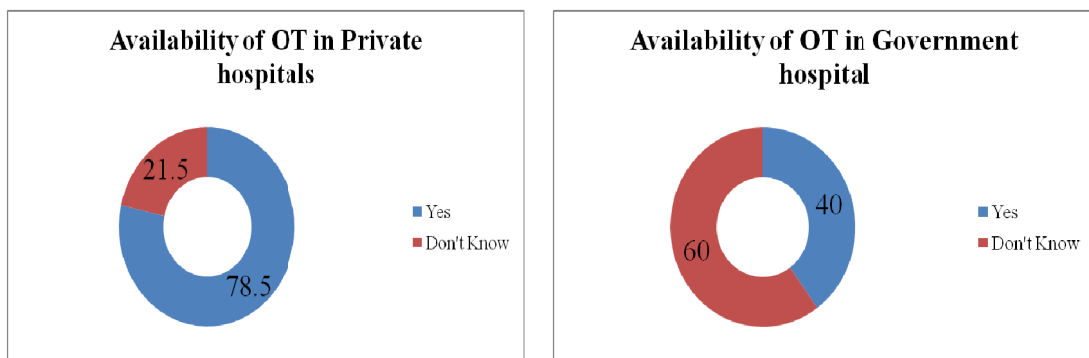 Availability of OT in Private
hospitals
21.5
78.5
Yes
Don't Know
Availability of OT in Government
hospital
40
60
Yes
Don't Know